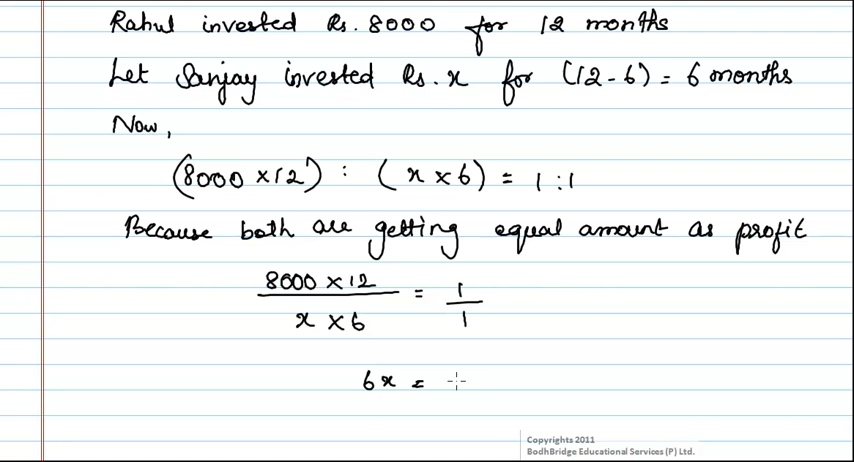 Rahul invested Rs. 8000 for 12 months
Let Sanjay invested Rs. x for (12-6) = 6 months
Now,
(8000 × 12) : (x × 6) = 1 : 1
Because both are getting equal amount as profit
8000 × 12 / x × 6 = 1 / 1
6x =
Copyrights 2011
BodhBridge Educational Services (P) Ltd.